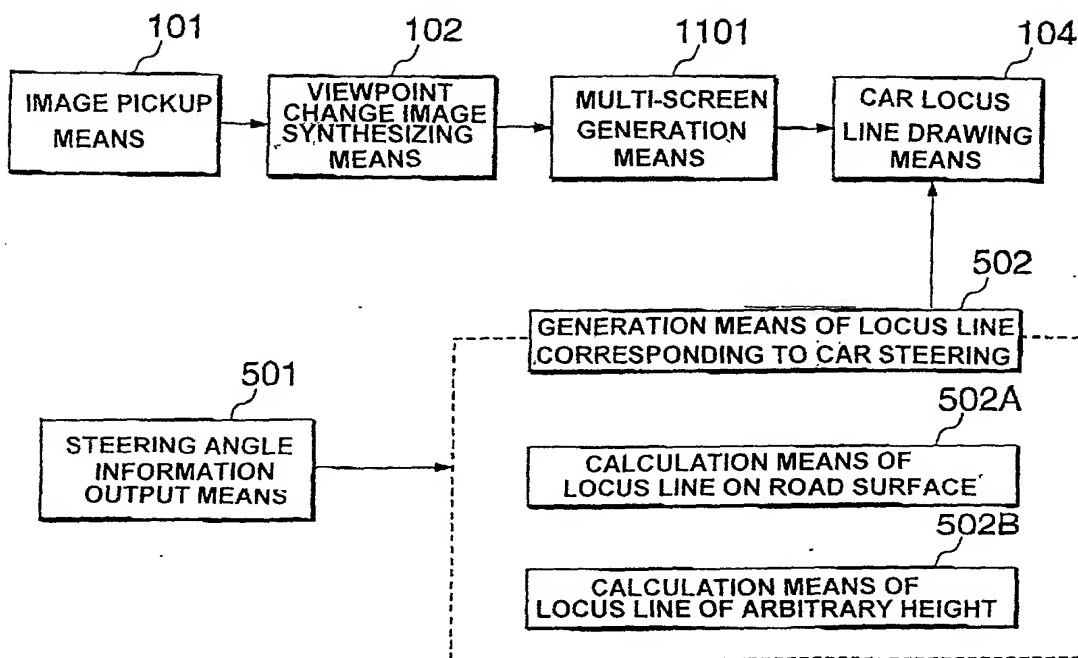 101
IMAGE PICKUP
MEANS
102
VIEWPOINT
CHANGE IMAGE
SYNTHESIZING
MEANS
1101
MULTI-SCREEN
GENERATION
MEANS
104
CAR LOCUS
LINE DRAWING
MEANS
502
GENERATION MEANS OF LOCUS LINE
CORRESPONDING TO CAR STEERING
501
STEERING ANGLE
INFORMATION
OUTPUT MEANS
502A
CALCULATION MEANS OF
LOCUS LINE ON ROAD SURFACE
502B
CALCULATION MEANS OF
LOCUS LINE OF ARBITRARY HEIGHT